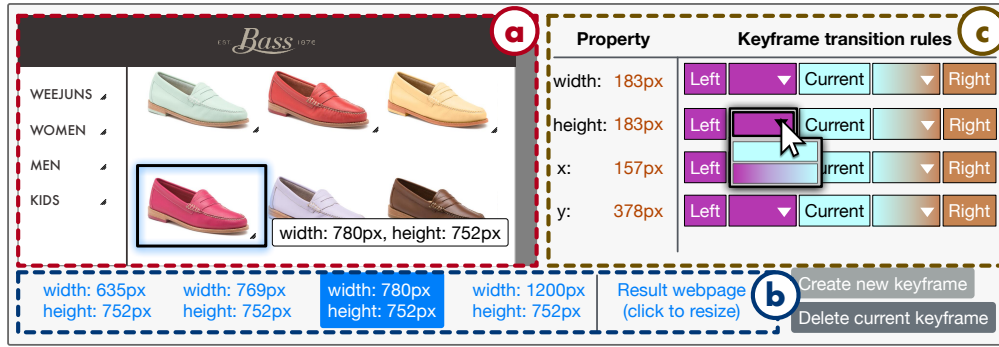 EST Bass 1876
a
WEEJUNS
WOMEN
MEN
KIDS
width: 780px, height: 752px
c
Property Keyframe transition rules
width: 183px Left Current Right
height: 183px Left Current Right
x: 157px Left Current Right
y: 378px Left Current Right
width: 635px
height: 752px
width: 769px
height: 752px
width: 780px
height: 752px
width: 1200px
height: 752px
Result webpage
(click to resize)
b
Create new keyframe
Delete current keyframe